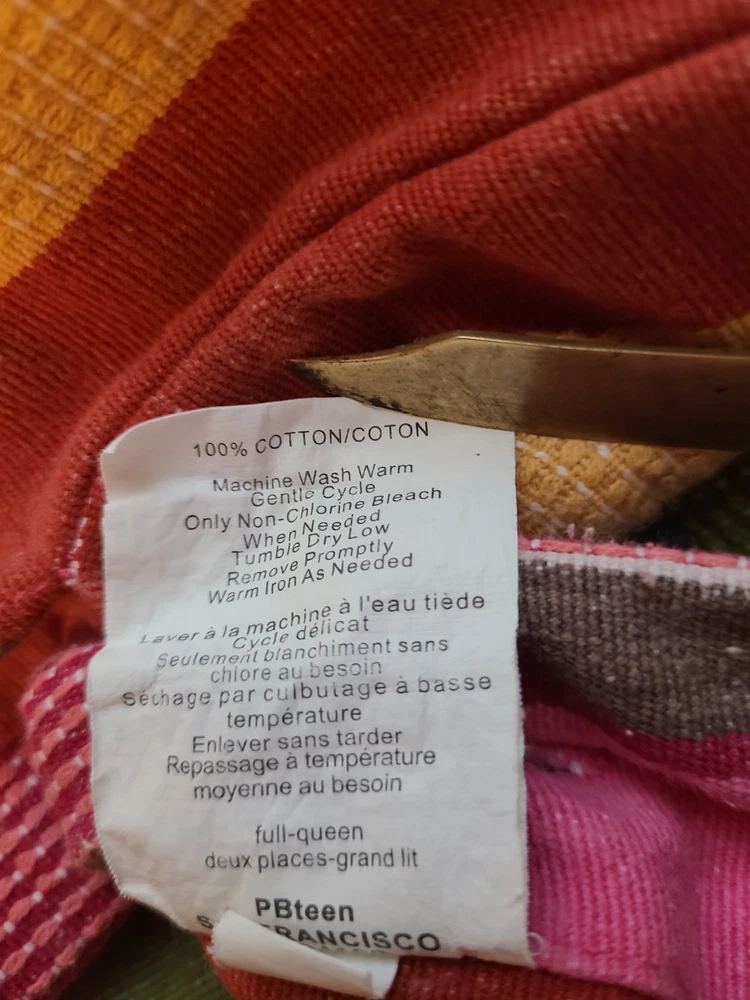 100% COTTON/COTON
Machine Wash Warm
Gentle Cycle
Only Non-Chlorine Bleach
When Needed
Tumble Dry Low
Remove Promptly
Warm Iron As Needed
Laver à la machine à l'eau tiède
Cycle délicat
Seulement blanchiment sans
chlore au besoin
Séchage par culbutage à basse
température
Enlever sans tarder
Repassage à température
moyenne au besoin
full-queen
deux places-grand lit
PBteen
FRANCISCO